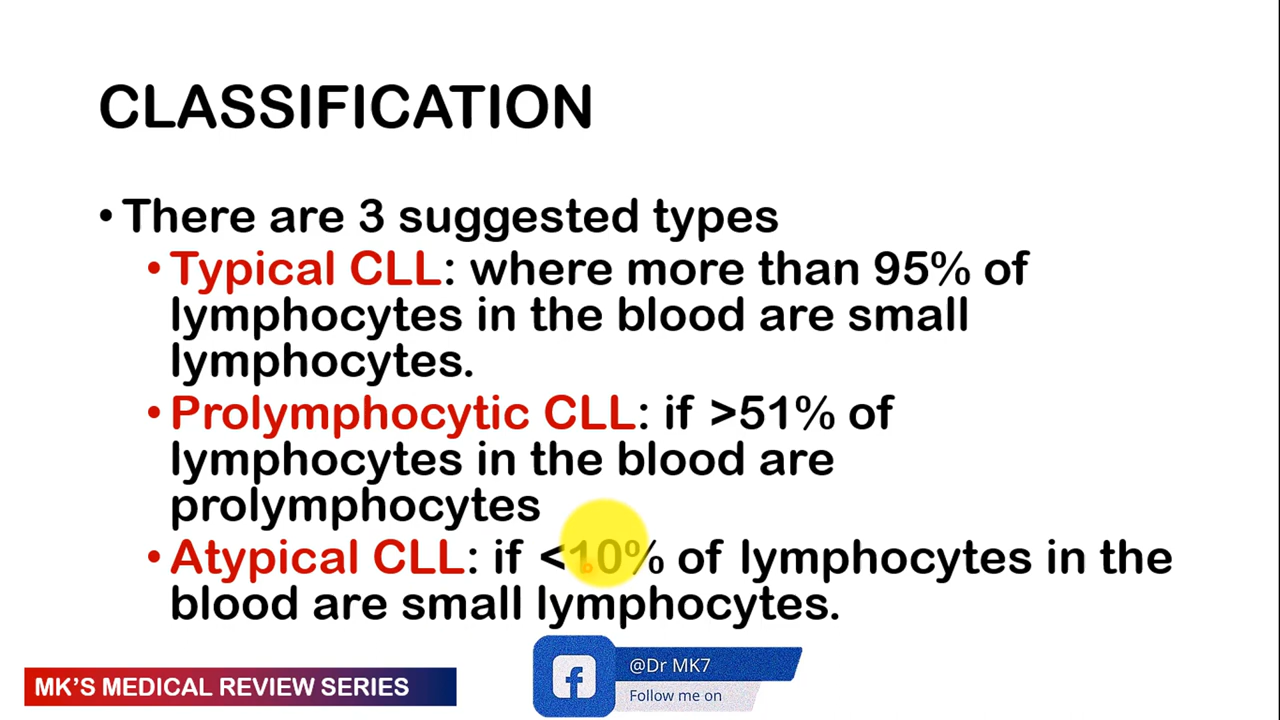 CLASSIFICATION
• There are 3 suggested types
• Typical CLL: where more than 95% of
lymphocytes in the blood are small
lymphocytes.
• Prolymphocytic CLL: if >51% of
lymphocytes in the blood are
prolymphocytes
• Atypical CLL: if <10% of lymphocytes in the
blood are small lymphocytes.
MK'S MEDICAL REVIEW SERIES
@Dr MK7
Follow me on